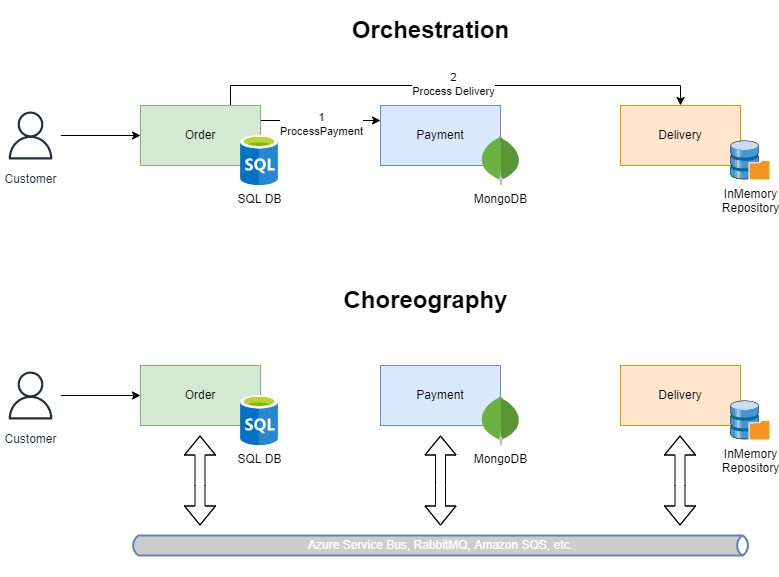 Orchestration
2
Process Delivery
1
ProcessPayment
Order
Payment
Delivery
SQL
Customer
SQL DB
MongoDB
InMemory
Repository
Choreography
Order
Payment
Delivery
SQL
Customer
SQL DB
MongoDB
InMemory
Repository
Azure Service Bus, RabbitMQ, Amazon SQS, etc.